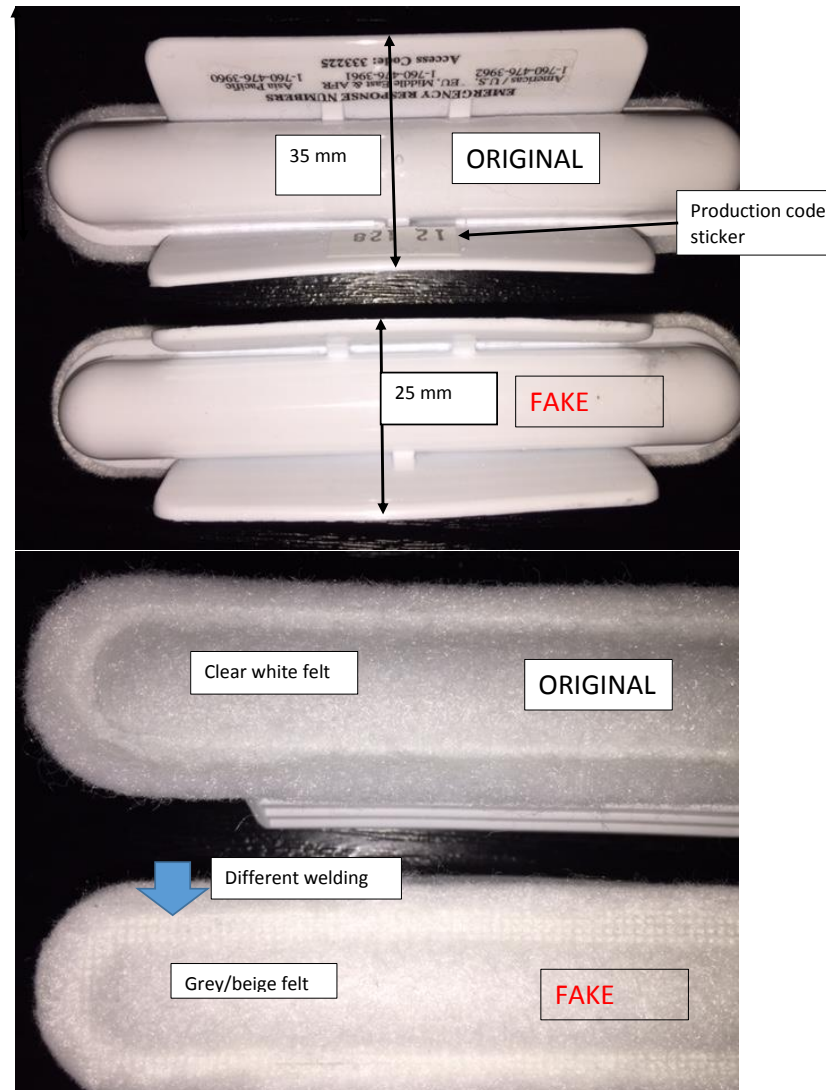 EMERGENCY RESPONSE NUMBERS
Americas / U.S. EU, Middle East & AFR Asia Pacific
1-760-476-3962 1-760-476-3961 1-760-476-3960
Access Code: 333225
35 mm
ORIGINAL
Production code
sticker
25 mm
FAKE
Clear white felt
ORIGINAL
Different welding
Grey/beige felt
FAKE